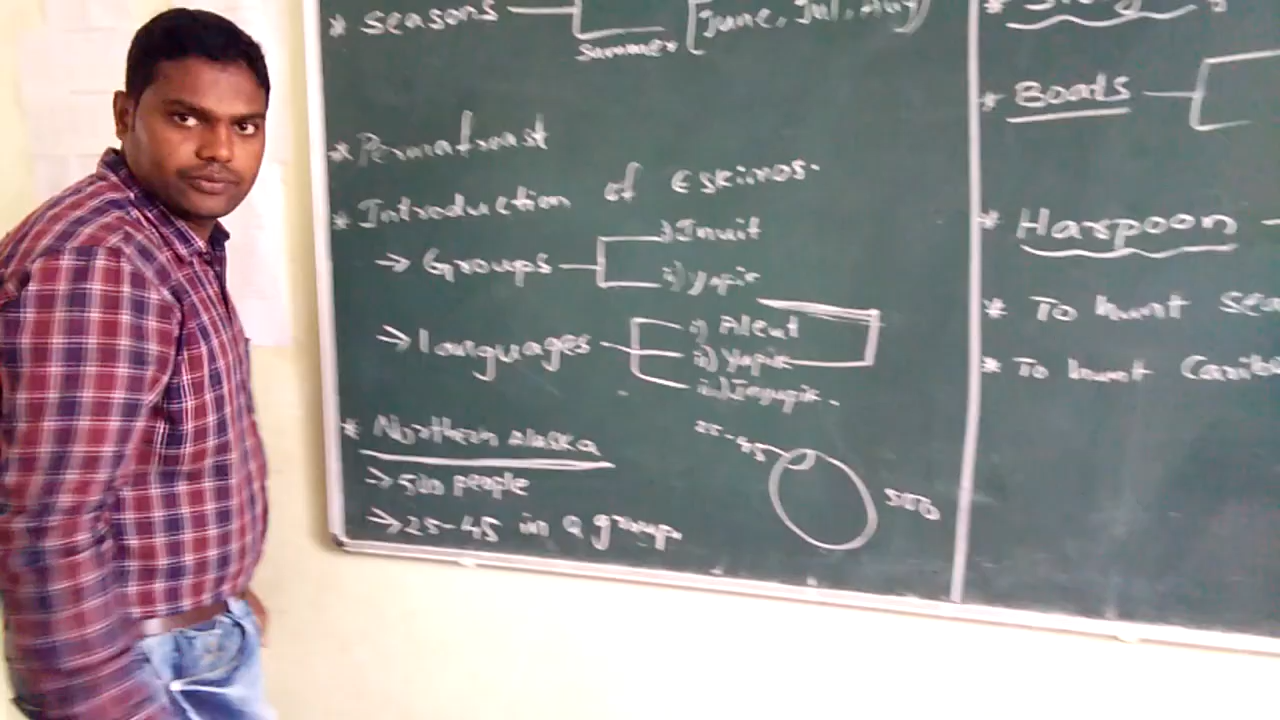 * Seasons
Summer [June, Jul, Aug)
* Permafrost
* Introduction of Eskimos.
→ Groups
i) Inuit
ii) Yupik
→ languages
i) Aleut
ii) Yupik
iii) Inyupik.
* Northern Alaska
→ 500 people
→ 25-45 in a group.
25-45
500
* Boats
* Harpoon
* To hunt
* To hunt